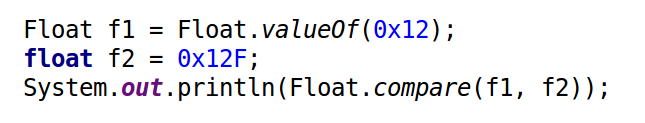 Float f1 = Float.valueOf(0x12);
float f2 = 0x12F;
System.out.println(Float.compare(f1, f2));